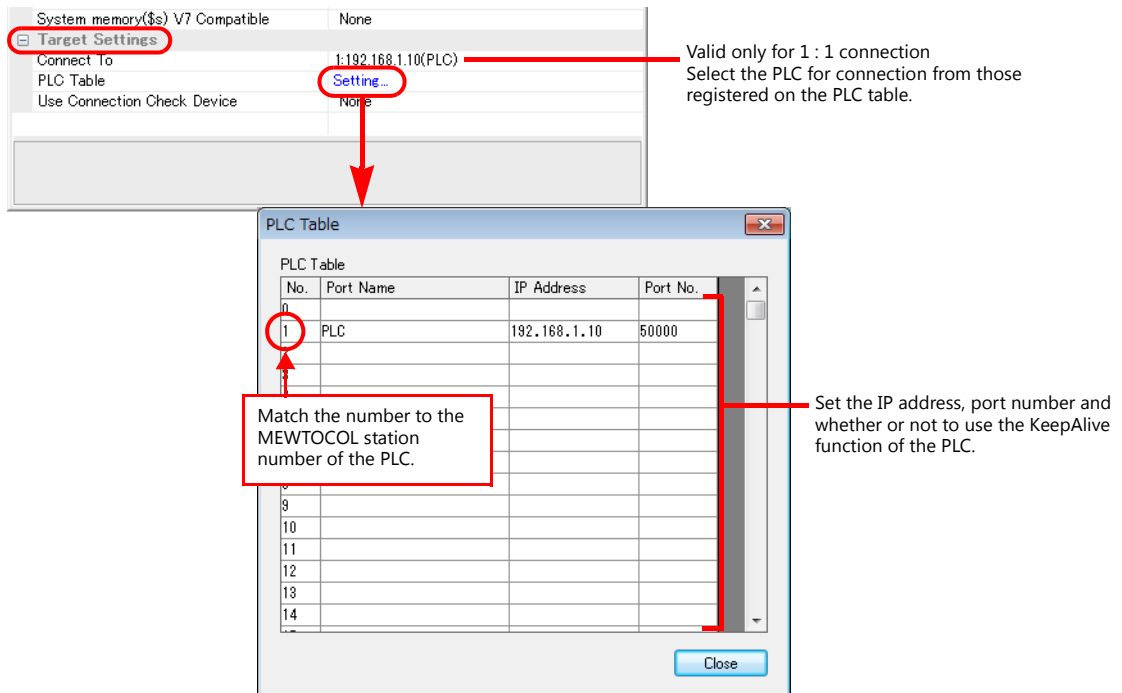 System memory($s) V7 Compatible None
Target Settings
Connect To 1:192.168.1.10(PLC)
PLC Table Setting...
Use Connection Check Device None
Valid only for 1 : 1 connection
Select the PLC for connection from those
registered on the PLC table.
PLC Table
PLC Table
No. Port Name IP Address Port No.
0
1 PLC 192.168.1.10 50000
3
Match the number to the
MEWTOCOL station
number of the PLC.
Set the IP address, port number and
whether or not to use the KeepAlive
function of the PLC.
9
10
11
12
13
14
Close